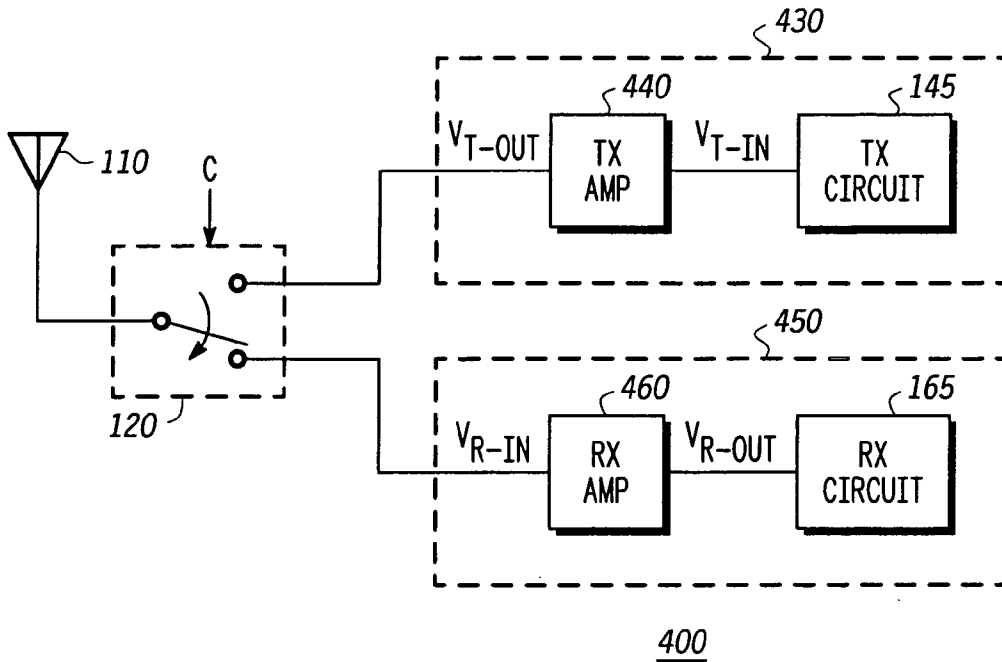 430
440
145
110
V_T-OUT
TX AMP
V_T-IN
TX CIRCUIT
C
450
460
165
120
V_R-IN
RX AMP
V_R-OUT
RX CIRCUIT
400